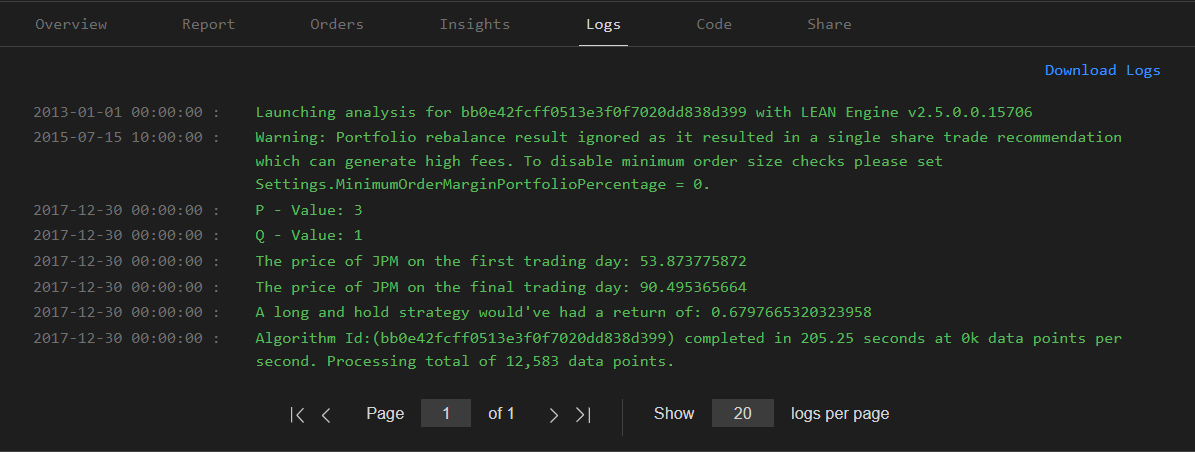 Overview Report Orders Insights Logs Code Share
Download Logs
2013-01-01 00:00:00 : Launching analysis for bb0e42fcff0513e3f0f7020dd838d399 with LEAN Engine v2.5.0.0.15706
2015-07-15 10:00:00 : Warning: Portfolio rebalance result ignored as it resulted in a single share trade recommendation
which can generate high fees. To disable minimum order size checks please set
Settings.MinimumOrderMarginPortfolioPercentage = 0.
2017-12-30 00:00:00 : P - Value: 3
2017-12-30 00:00:00 : Q - Value: 1
2017-12-30 00:00:00 : The price of JPM on the first trading day: 53.873775872
2017-12-30 00:00:00 : The price of JPM on the final trading day: 90.495365664
2017-12-30 00:00:00 : A long and hold strategy would've had a return of: 0.6797665320323958
2017-12-30 00:00:00 : Algorithm Id:(bb0e42fcff0513e3f0f7020dd838d399) completed in 205.25 seconds at 0k data points per
second. Processing total of 12,583 data points.
Page 1 of 1 Show 20 logs per page